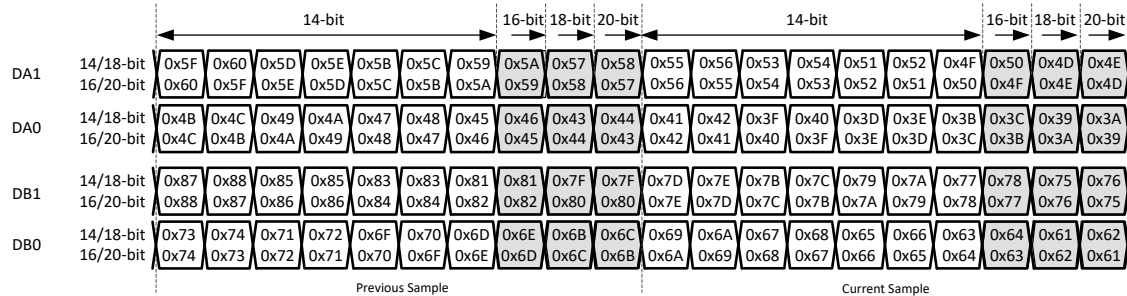 14-bit 16-bit 18-bit 20-bit 14-bit 16-bit 18-bit 20-bit
DA1
14/18-bit 0x5F 0x60 0x5D 0x5E 0x5B 0x5C 0x59 0x5A 0x57 0x58 0x55 0x56 0x53 0x54 0x51 0x52 0x4F 0x50 0x4D 0x4E
16/20-bit 0x60 0x5F 0x5E 0x5D 0x5C 0x5B 0x5A 0x59 0x58 0x57 0x56 0x55 0x54 0x53 0x52 0x51 0x50 0x4F 0x4E 0x4D
DA0
14/18-bit 0x4B 0x4C 0x49 0x4A 0x47 0x48 0x45 0x46 0x43 0x44 0x41 0x42 0x3F 0x40 0x3D 0x3E 0x3B 0x3C 0x39 0x3A
16/20-bit 0x4C 0x4B 0x4A 0x49 0x48 0x47 0x46 0x45 0x44 0x43 0x42 0x41 0x40 0x3F 0x3E 0x3D 0x3C 0x3B 0x3A 0x39
DB1
14/18-bit 0x87 0x88 0x85 0x85 0x83 0x83 0x81 0x81 0x7F 0x7F 0x7D 0x7E 0x7B 0x7C 0x79 0x7A 0x77 0x78 0x75 0x76
16/20-bit 0x88 0x87 0x86 0x86 0x84 0x84 0x82 0x82 0x80 0x80 0x7E 0x7D 0x7C 0x7B 0x7A 0x79 0x78 0x77 0x76 0x75
DB0
14/18-bit 0x73 0x74 0x71 0x72 0x6F 0x70 0x6D 0x6E 0x6B 0x6C 0x69 0x6A 0x67 0x68 0x65 0x66 0x63 0x64 0x61 0x62
16/20-bit 0x74 0x73 0x72 0x71 0x70 0x6F 0x6E 0x6D 0x6C 0x6B 0x6A 0x69 0x68 0x67 0x66 0x65 0x64 0x63 0x62 0x61
Previous Sample Current Sample